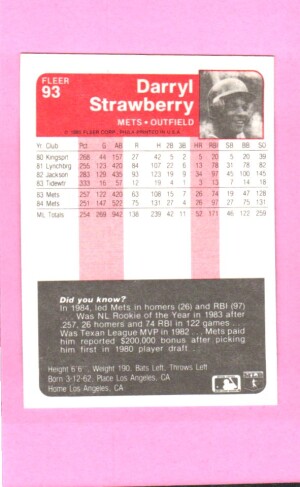 FLEER
93
Darryl
Strawberry
METS • OUTFIELD
© 1985 FLEER CORP., PHILA. PRINTED IN U.S.A.
Yr Club Pct. G AB R H 2B 3B HR RBI SB BB SO
80 Kingsprt .268 44 157 27 42 5 2 5 20 5 20 39
81 Lynchbrg .255 123 420 84 107 22 6 13 78 31 78 82
82 Jackson .283 129 435 93 123 19 9 34 97 45 100 145
83 Tidewtr .333 16 57 12 19 4 1 3 13 7 14 18
83 Mets .257 122 420 63 108 15 7 26 74 19 47 128
84 Mets .251 147 522 75 131 27 4 26 97 27 75 131
ML Totals .254 269 942 138 239 42 11 52 171 46 122 259
Did you know?
In 1984, led Mets in homers (26) and RBI (97)
. . . Was NL Rookie of the Year in 1983 after
.257, 26 homers and 74 RBI in 122 games . . .
Was Texan League MVP in 1982 . . . Mets paid
him reported $200,000 bonus after picking
him first in 1980 player draft . . .
Height 6'6", Weight 190, Bats Left, Throws Left
Born 3-12-62, Place Los Angeles, CA
Home Los Angeles, CA